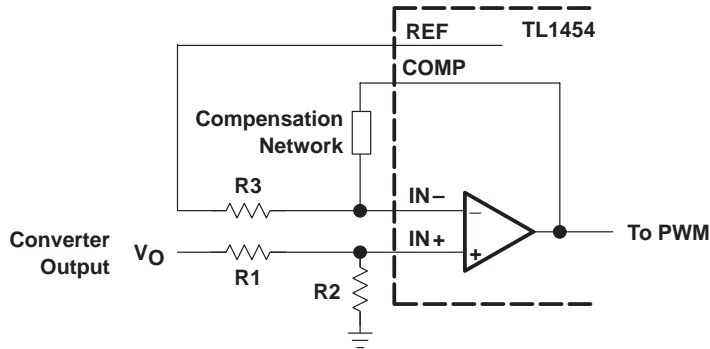 REF
TL1454
COMP
Compensation
Network
R3
IN−
−
Converter
Output
VO
R1
IN+
+
R2
To PWM